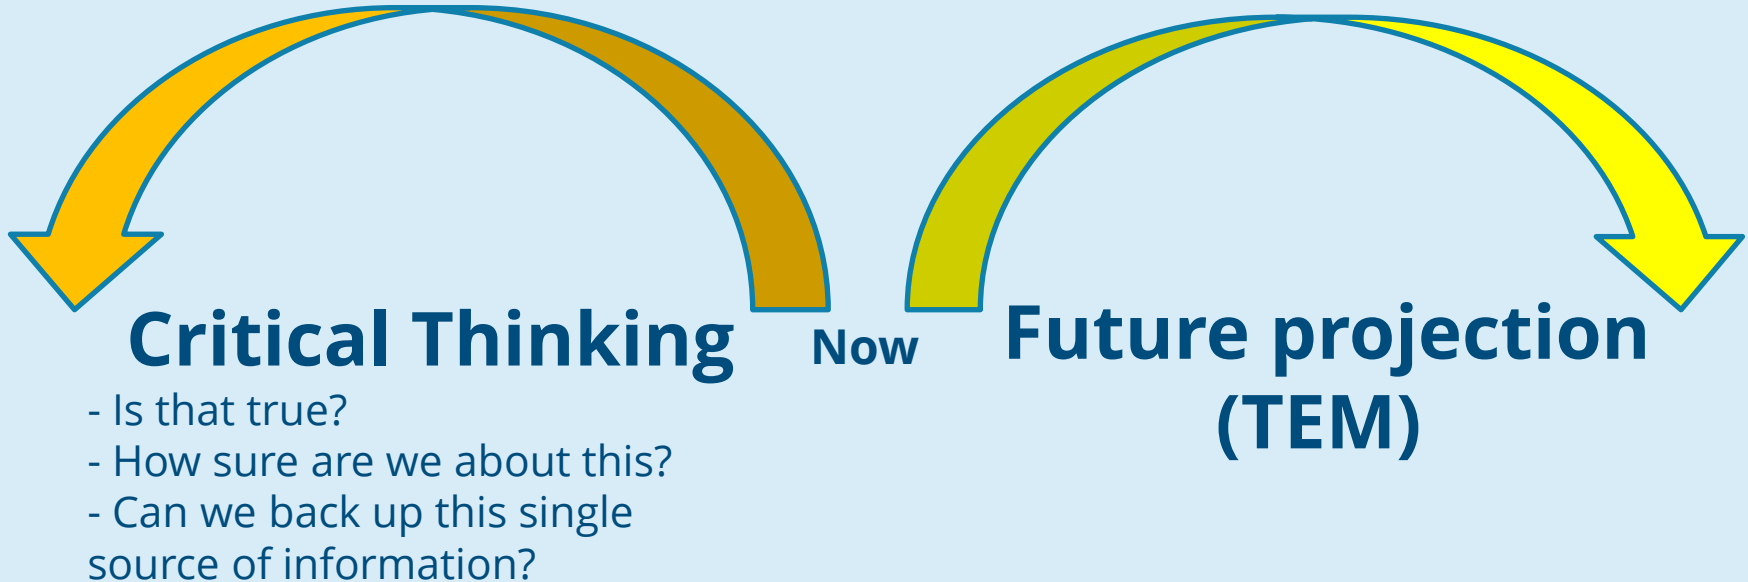 Critical Thinking
- Is that true?
- How sure are we about this?
- Can we back up this single
source of information?
Now
Future projection
(TEM)